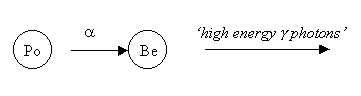 Po α Be 'high energy γ photons'